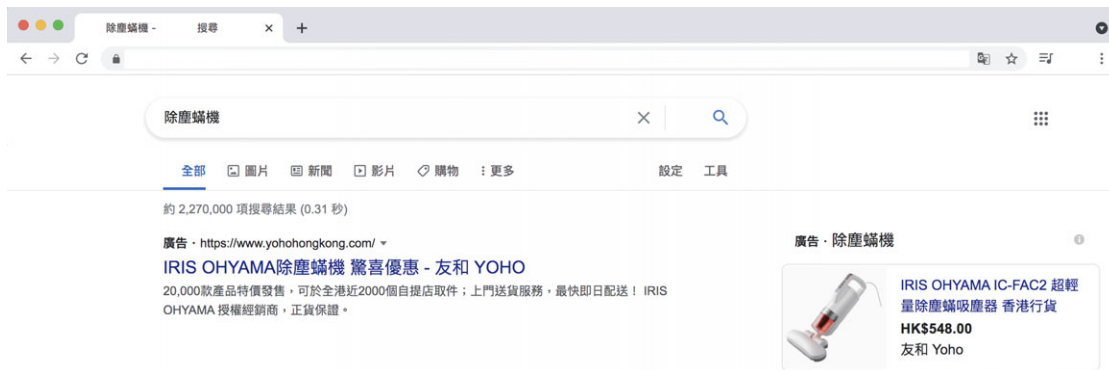 除塵蟎機 - 搜尋
除塵蟎機
全部 圖片 新聞 影片 購物 更多 設定 工具
約 2,270,000 項搜尋結果 (0.31 秒)
廣告 · https://www.yohohongkong.com/
IRIS OHYAMA除塵蟎機 驚喜優惠 - 友和 YOHO
20,000款產品特價發售，可於全港近2000個自提店取件；上門送貨服務，最快即日配送！ IRIS
OHYAMA 授權經銷商，正貨保證。
廣告 · 除塵蟎機
IRIS OHYAMA IC-FAC2 超輕
量除塵蟎吸塵器 香港行貨
HK$548.00
友和 Yoho